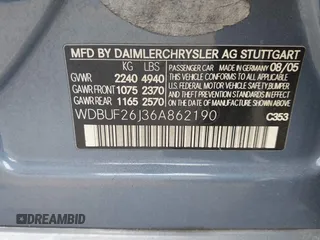 MFD BY DAIMLERCHRYSLER AG STUTTGART
PASSENGER CAR MADE IN GERMANY 08/05
KG LBS
GVWR 2240 4940
GAWR FRONT 1075 2370
GAWR REAR 1165 2570
THIS VEHICLE CONFORMS TO ALL APPLICABLE
U.S. FEDERAL MOTOR VEHICLE SAFETY, BUMPER,
AND THEFT PREVENTION STANDARDS IN EFFECT
ON THE DATE OF MANUFACTURE SHOWN ABOVE.
WDBUF26J36A862190
C353
DREAMBID